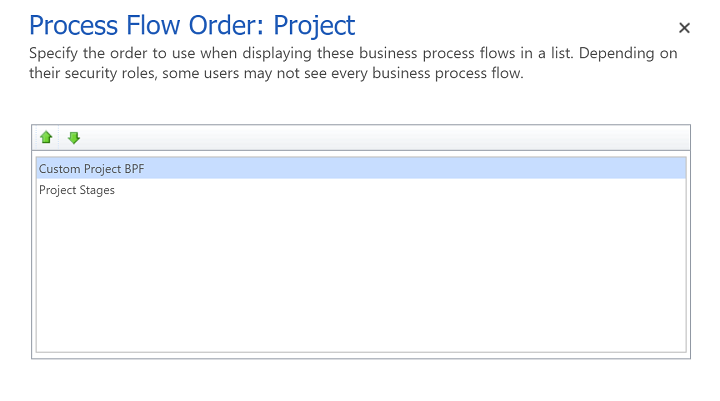 Process Flow Order: Project
Specify the order to use when displaying these business process flows in a list. Depending on
their security roles, some users may not see every business process flow.
Custom Project BPF
Project Stages